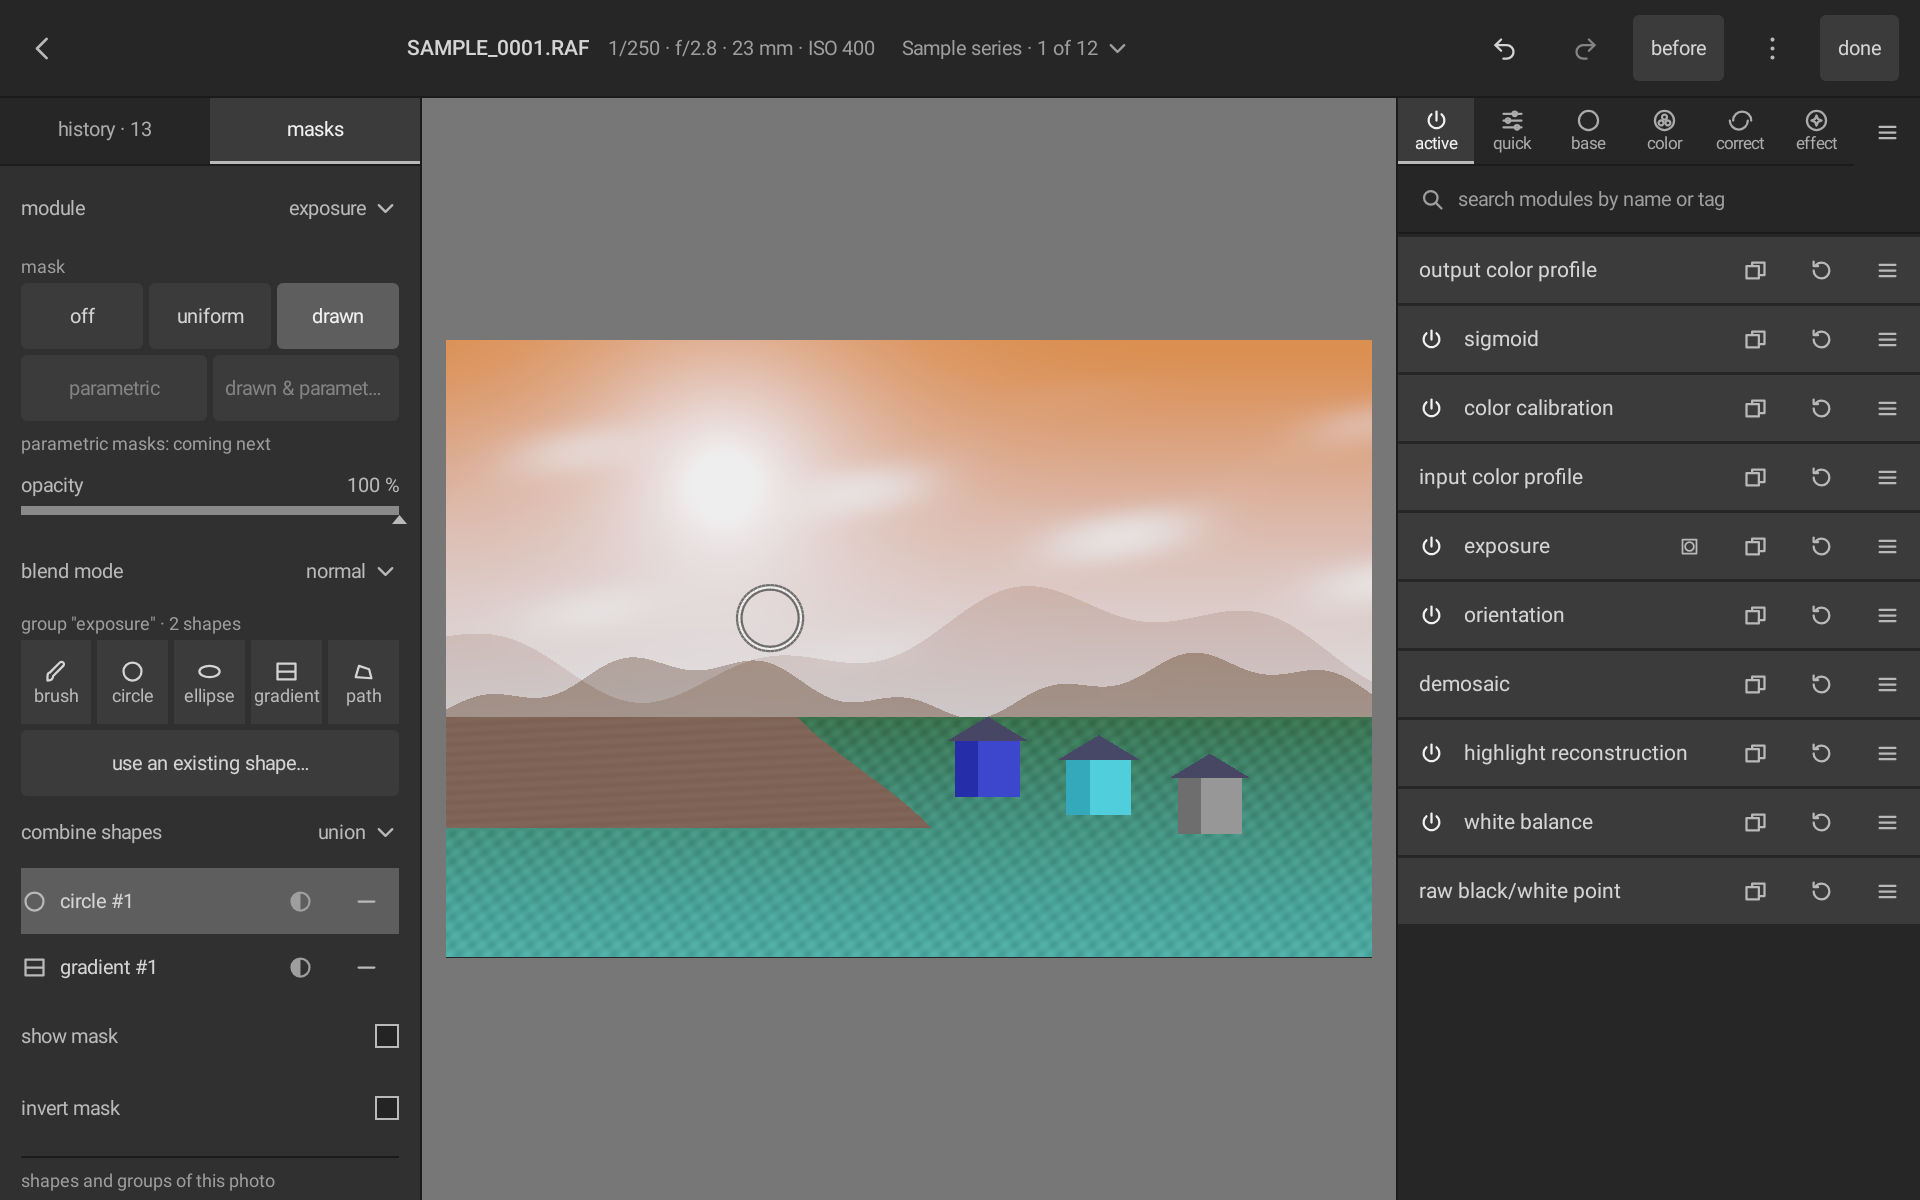 SAMPLE_0001.RAF 1/250 · f/2.8 · 23 mm · ISO 400 Sample series · 1 of 12
before
done
history · 13
masks
module
exposure
mask
off
uniform
drawn
parametric
drawn & paramet...
parametric masks: coming next
opacity
100 %
blend mode
normal
group "exposure" · 2 shapes
brush
circle
ellipse
gradient
path
use an existing shape...
combine shapes
union
circle #1
gradient #1
show mask
invert mask
shapes and groups of this photo
active
quick
base
color
correct
effect
search modules by name or tag
output color profile
sigmoid
color calibration
input color profile
exposure
orientation
demosaic
highlight reconstruction
white balance
raw black/white point